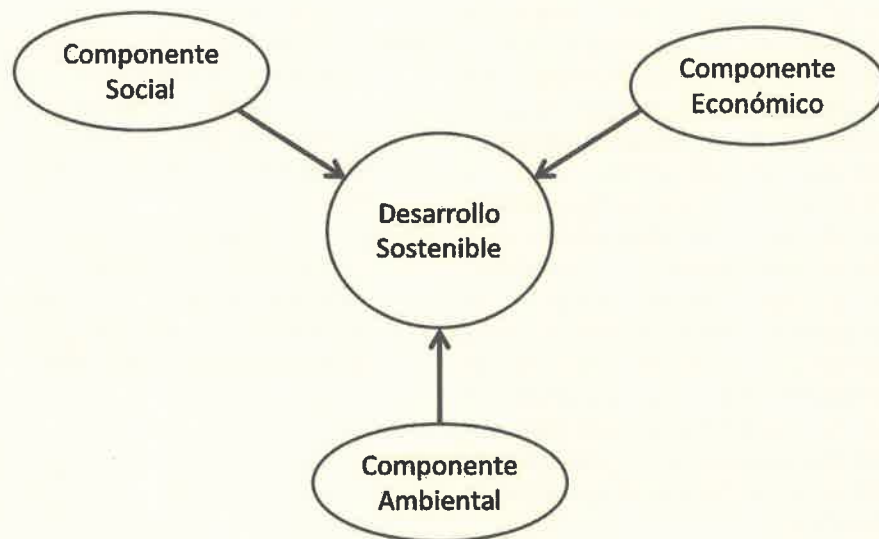 Componente
Social
Componente
Económico
Desarrollo
Sostenible
Componente
Ambiental